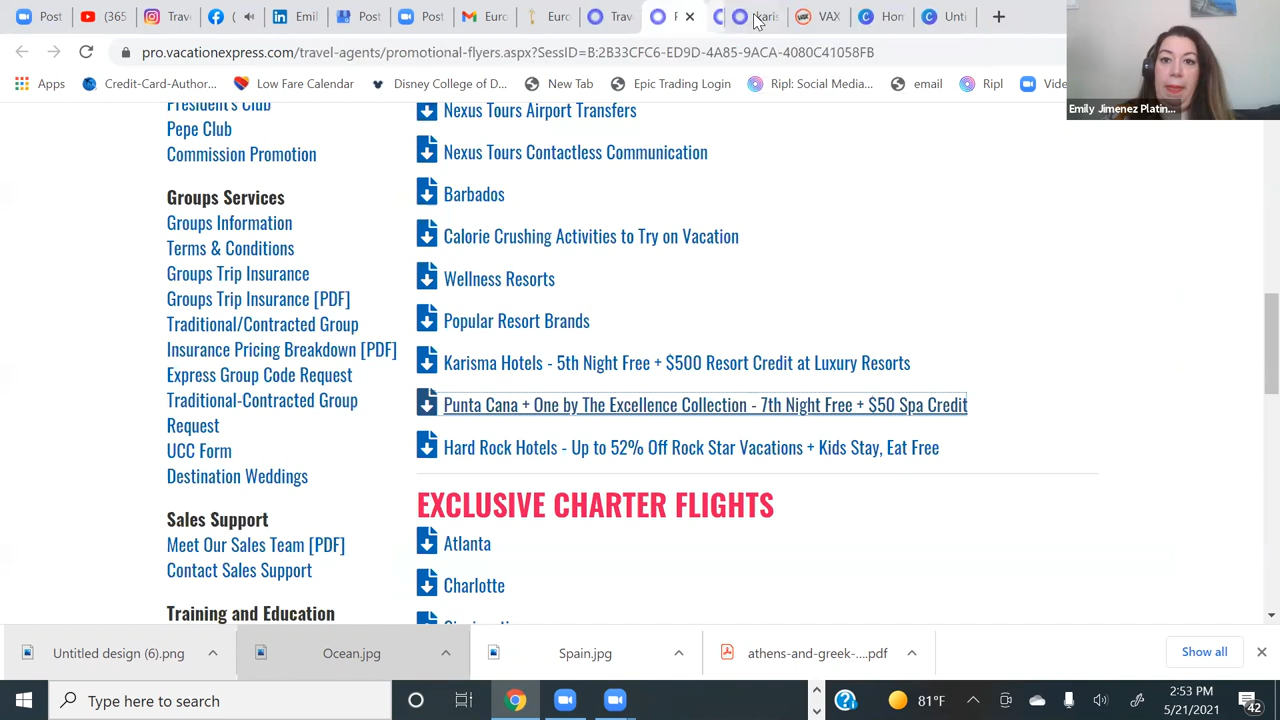 Post
(365
Insta
(
Emil
Post
Post
Euro
Euro
Trav
P
karis
VAX
Hom
Unti
pro.vacationexpress.com/travel-agents/promotional-flyers.aspx?SessID=B:2B33CFC6-ED9D-4A85-9ACA-4080C41058FB
Apps
Credit-Card-Author...
Low Fare Calendar
Disney College of D...
New Tab
Epic Trading Login
Ripl: Social Media...
email
Ripl
Vide
Emily Jimenez Platin...
President's Club
Pepe Club
Commission Promotion
Groups Services
Groups Information
Terms & Conditions
Groups Trip Insurance
Groups Trip Insurance [PDF]
Traditional/Contracted Group
Insurance Pricing Breakdown [PDF]
Express Group Code Request
Traditional-Contracted Group
Request
UCC Form
Destination Weddings
Sales Support
Meet Our Sales Team [PDF]
Contact Sales Support
Training and Education
Nexus Tours Airport Transfers
Nexus Tours Contactless Communication
Barbados
Calorie Crushing Activities to Try on Vacation
Wellness Resorts
Popular Resort Brands
Karisma Hotels - 5th Night Free + $500 Resort Credit at Luxury Resorts
Punta Cana + One by The Excellence Collection - 7th Night Free + $50 Spa Credit
Hard Rock Hotels - Up to 52% Off Rock Star Vacations + Kids Stay, Eat Free
EXCLUSIVE CHARTER FLIGHTS
Atlanta
Charlotte
Untitled design (6).png
Ocean.jpg
Spain.jpg
athens-and-greek-....pdf
Show all
Type here to search
81°F
2:53 PM
5/21/2021
42